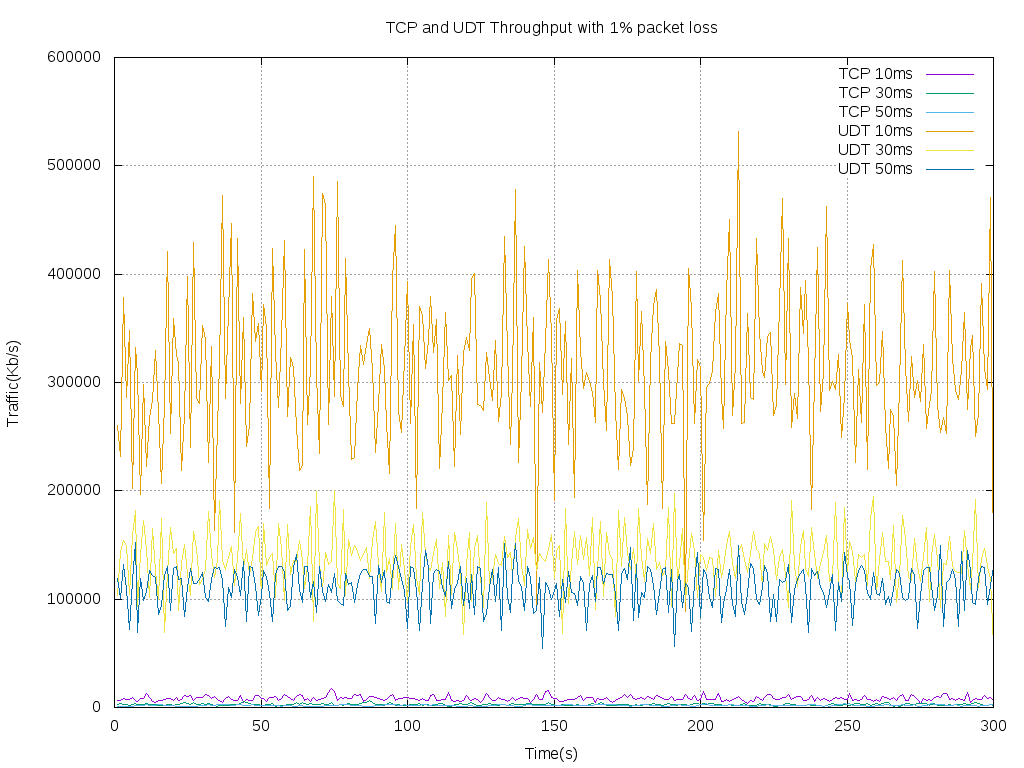 TCP and UDT Throughput with 1% packet loss
600000
500000
400000
300000
200000
100000
0
Traffic(Kb/s)
TCP 10ms
TCP 30ms
TCP 50ms
UDT 10ms
UDT 30ms
UDT 50ms
0 50 100 150 200 250 300
Time(s)